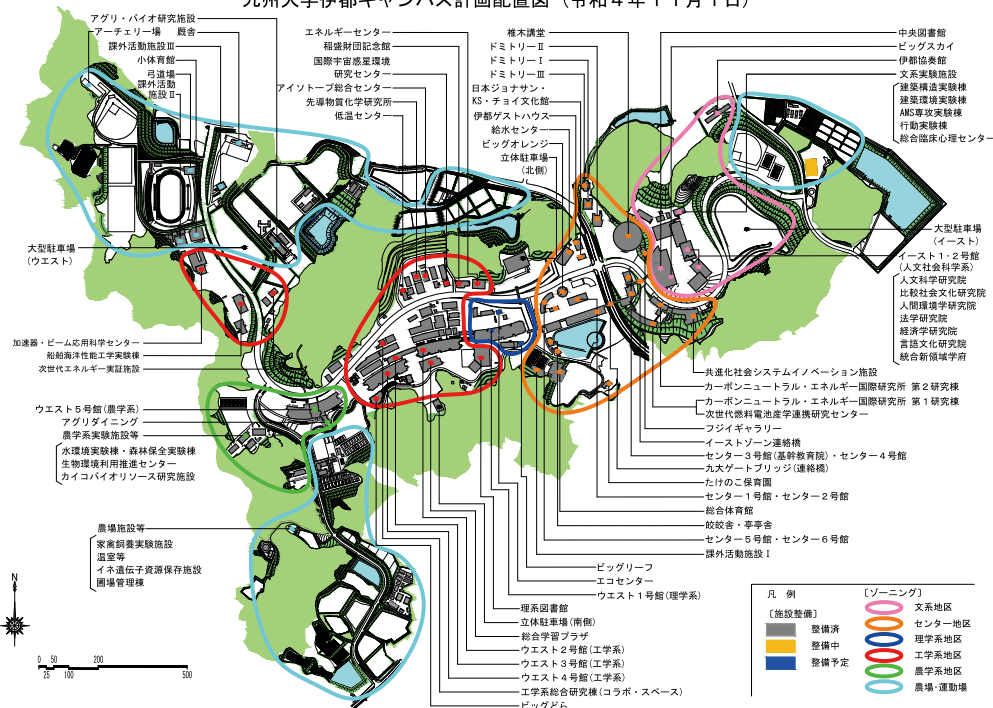 九州大学伊都キャンパス計画配置図（令和４年１１月１日）
アグリ・バイオ研究施設
アーチェリー場　厩舎
課外活動施設Ⅲ
小体育館
弓道場
課外活動
施設Ⅱ
エネルギーセンター
稲盛財団記念館
国際宇宙惑星環境
研究センター
アイソトープ総合センター
先導物質化学研究所
低温センター
椎木講堂
ドミトリーⅡ
ドミトリーⅠ
ドミトリーⅢ
日本ジョナサン・
KS・チョイ文化館
伊都ゲストハウス
給水センター
ビッグオレンジ
立体駐車場
(北側)
中央図書館
ビッグスカイ
伊都協奏館
文系実験施設
建築構造実験棟
建築環境実験棟
AMS専攻実験棟
行動実験棟
総合臨床心理センター
大型駐車場
(ウエスト)
大型駐車場
(イースト)
イースト1・2号館
(人文社会科学系)
人文科学研究院
比較社会文化研究院
人間環境学研究院
法学研究院
経済学研究院
言語文化研究院
統合新領域学府
加速器・ビーム応用科学センター
船舶海洋性能工学実験棟
次世代エネルギー実証施設
ウエスト５号館(農学系)
アグリダイニング
農学系実験施設等
水環境実験棟・森林保全実験棟
生物環境利用推進センター
カイコバイオリソース研究施設
農場施設等
家禽飼養実験施設
温室等
イネ遺伝子資源保存施設
圃場管理棟
共進化社会システムイノベーション施設
カーボンニュートラル・エネルギー国際研究所 第２研究棟
カーボンニュートラル・エネルギー国際研究所 第１研究棟
次世代燃料電池産学連携研究センター
フジイギャラリー
イーストゾーン連絡橋
センター３号館(基幹教育院)・センター４号館
九大ゲートブリッジ(連絡橋)
たけのこ保育園
センター１号館・センター２号館
総合体育館
皎皎舎・亭亭舎
センター５号館・センター６号館
課外活動施設Ⅰ
ビッグリーフ
エコセンター
ウエスト１号館(理学系)
理系図書館
立体駐車場(南側)
総合学習プラザ
ウエスト２号館(工学系)
ウエスト３号館(工学系)
ウエスト４号館(工学系)
工学系総合研究棟(コラボ・スペース)
ビッグどら
N
0 50 200
25 100 500
凡　例
〔施設整備〕
整備済
整備中
整備予定
〔ゾーニング〕
文系地区
センター地区
理学系地区
工学系地区
農学系地区
農場・運動場